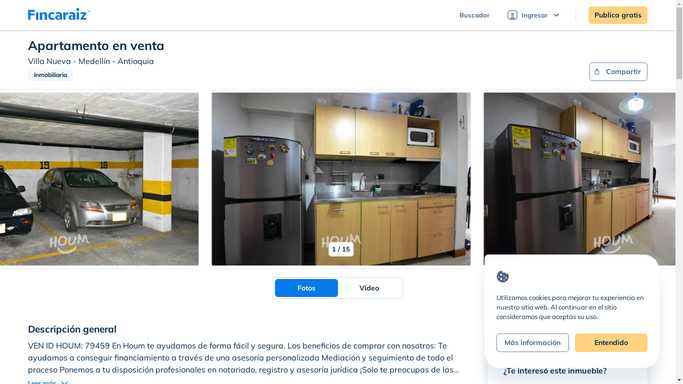 Fincaraiz
Buscador
Ingresar
Publica gratis
Apartamento en venta
Villa Nueva - Medellín - Antioquia
Inmobiliaria
Compartir
19
18
HOUM
HOUM
HOUM
1 / 15
Fotos
Video
Descripción general
VEN ID HOUM: 79459 En Houm te ayudamos de forma fácil y segura. Los beneficios de comprar con nosotros: Te
ayudamos a conseguir financiamiento a través de una asesoría personalizada Mediación y seguimiento de todo el
proceso Ponemos a tu disposición profesionales en notariado, registro y asesoría jurídica ¡Solo te preocupas de las...
Leer más
Utilizamos cookies para mejorar tu experiencia en
nuestro sitio web. Al continuar en el sitio
consideramos que aceptas su uso.
Más información
Entendido
¿Te interesó este inmueble?